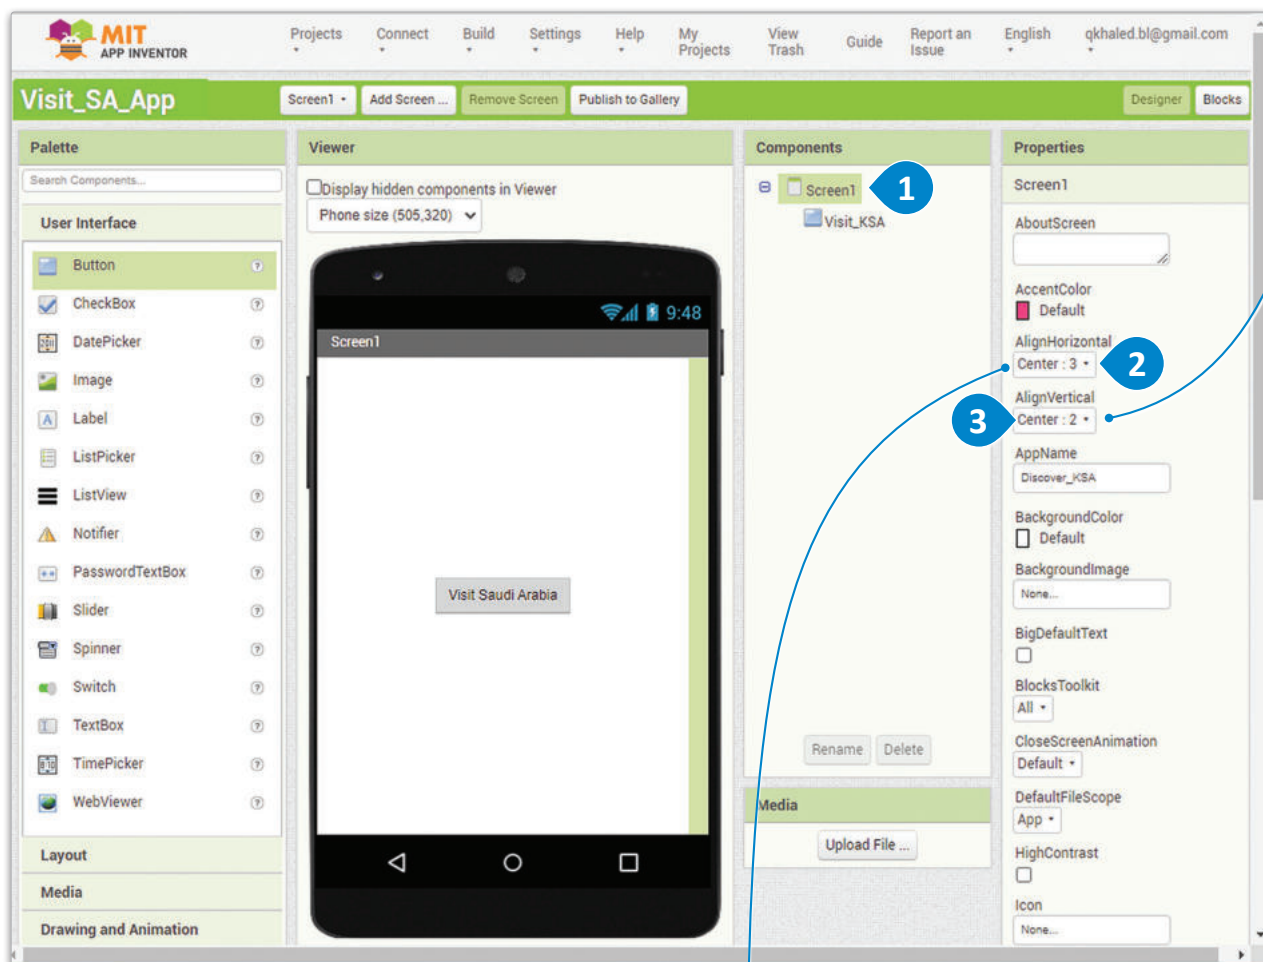 MIT
APP INVENTOR
Projects
Connect
Build
Settings
Help
My Projects
View Trash
Guide
Report an Issue
English
qkhaled.bl@gmail.com
Visit_SA_App
Screen1
Add Screen ...
Remove Screen
Publish to Gallery
Designer
Blocks
Palette
Search Components...
User Interface
Button
CheckBox
DatePicker
Image
Label
ListPicker
ListView
Notifier
PasswordTextBox
Slider
Spinner
Switch
TextBox
TimePicker
WebViewer
Layout
Media
Drawing and Animation
Viewer
Display hidden components in Viewer
Phone size (505,320)
9:48
Screen1
Visit Saudi Arabia
Components
Screen1
1
Visit_KSA
Rename
Delete
Media
Upload File ...
Properties
Screen1
AboutScreen
AccentColor
Default
AlignHorizontal
Center : 3
2
AlignVertical
3
Center : 2
AppName
Discover_KSA
BackgroundColor
Default
BackgroundImage
None...
BigDefaultText
BlocksToolkit
All
CloseScreenAnimation
Default
DefaultFileScope
App
HighContrast
Icon
None...